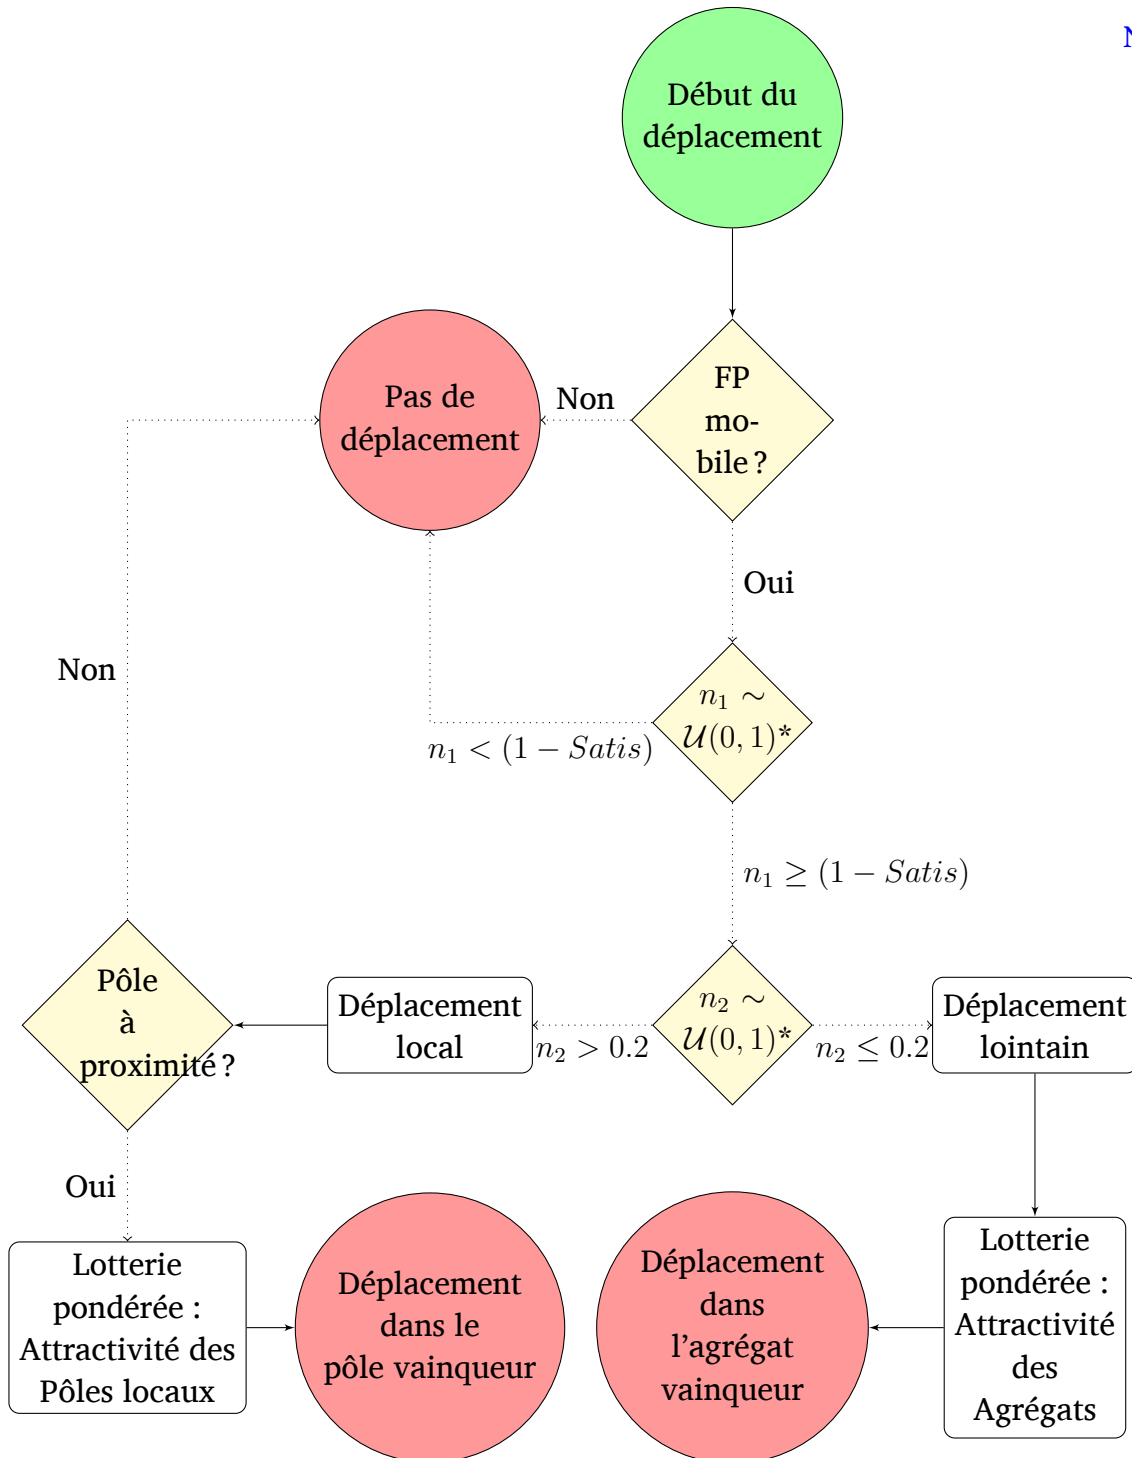 N
Début du
déplacement
FP
mo-
bile ?
Non
Pas de
déplacement
Oui
Non
n₁ ∼
𝒰(0, 1)*
n₁ < (1 − Satis)
n₁ ≥ (1 − Satis)
Pôle
à
proximité ?
Déplacement
local
n₂ > 0.2
n₂ ∼
𝒰(0, 1)*
n₂ ≤ 0.2
Déplacement
lointain
Oui
Lotterie
pondérée :
Attractivité des
Pôles locaux
Déplacement
dans le
pôle vainqueur
Déplacement
dans
l'agrégat
vainqueur
Lotterie
pondérée :
Attractivité
des
Agrégats